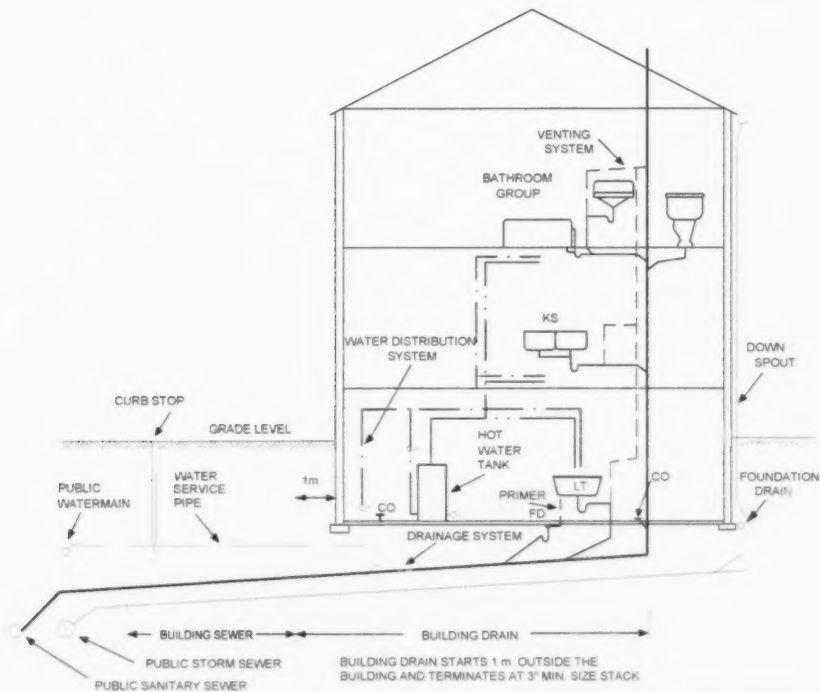 VENTING
SYSTEM
BATHROOM
GROUP
KS
WATER DISTRIBUTION
SYSTEM
DOWN
SPOUT
CURB STOP
GRADE LEVEL
HOT
WATER
TANK
1m
CO
PUBLIC
WATERMAIN
WATER
SERVICE
PIPE
CO
PRIMER
LT
FD
FOUNDATION
DRAIN
DRAINAGE SYSTEM
BUILDING SEWER
BUILDING DRAIN
PUBLIC STORM SEWER
PUBLIC SANITARY SEWER
BUILDING DRAIN STARTS 1 m. OUTSIDE THE
BUILDING AND TERMINATES AT 3" MIN. SIZE STACK